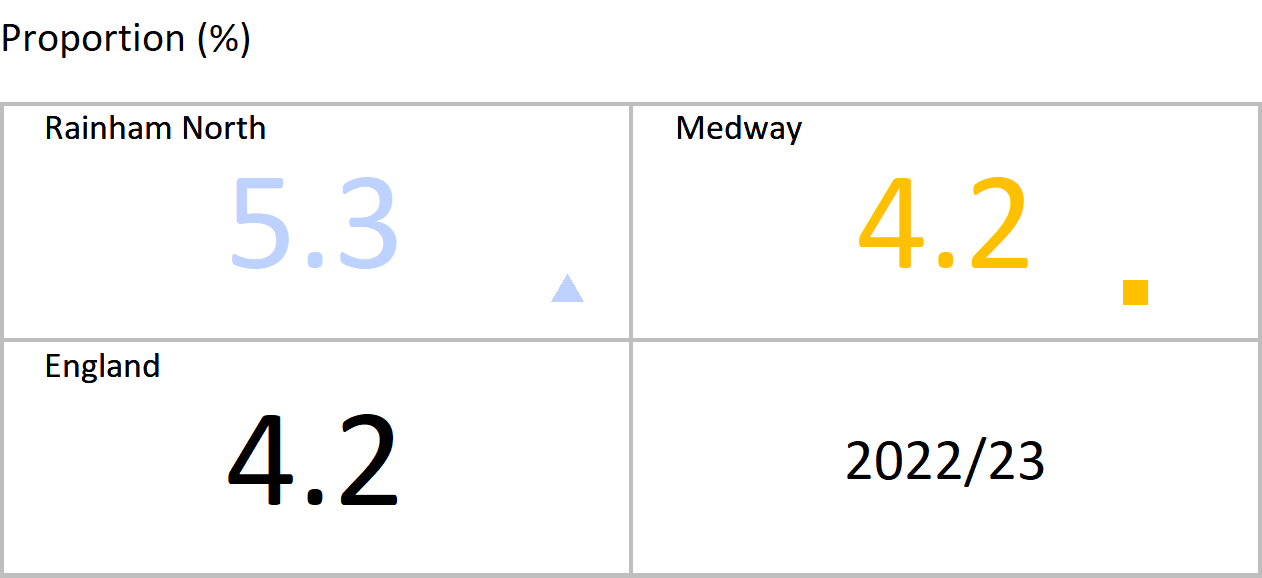 Proportion (%)
Rainham North
5.3
Medway
4.2
England
4.2
2022/23